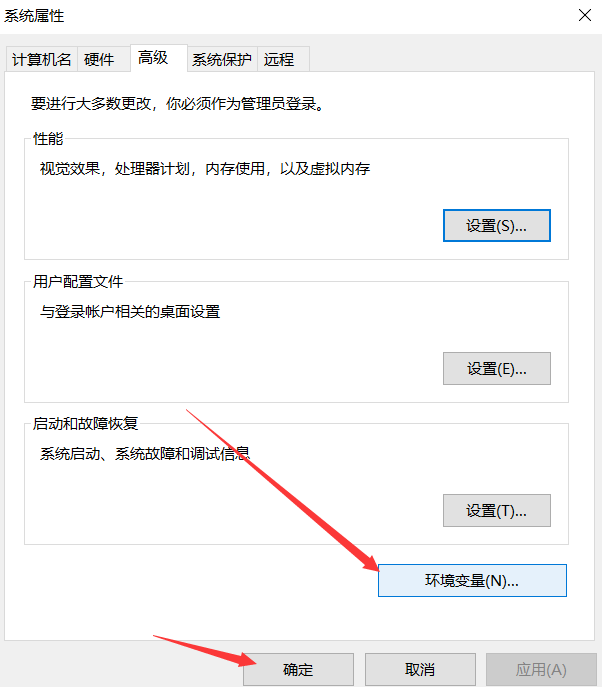 系统属性
计算机名 硬件 高级 系统保护 远程
要进行大多数更改，你必须作为管理员登录。
性能
视觉效果，处理器计划，内存使用，以及虚拟内存
设置(S)...
用户配置文件
与登录帐户相关的桌面设置
设置(E)...
启动和故障恢复
系统启动、系统故障和调试信息
设置(T)...
环境变量(N)...
确定 取消 应用(A)